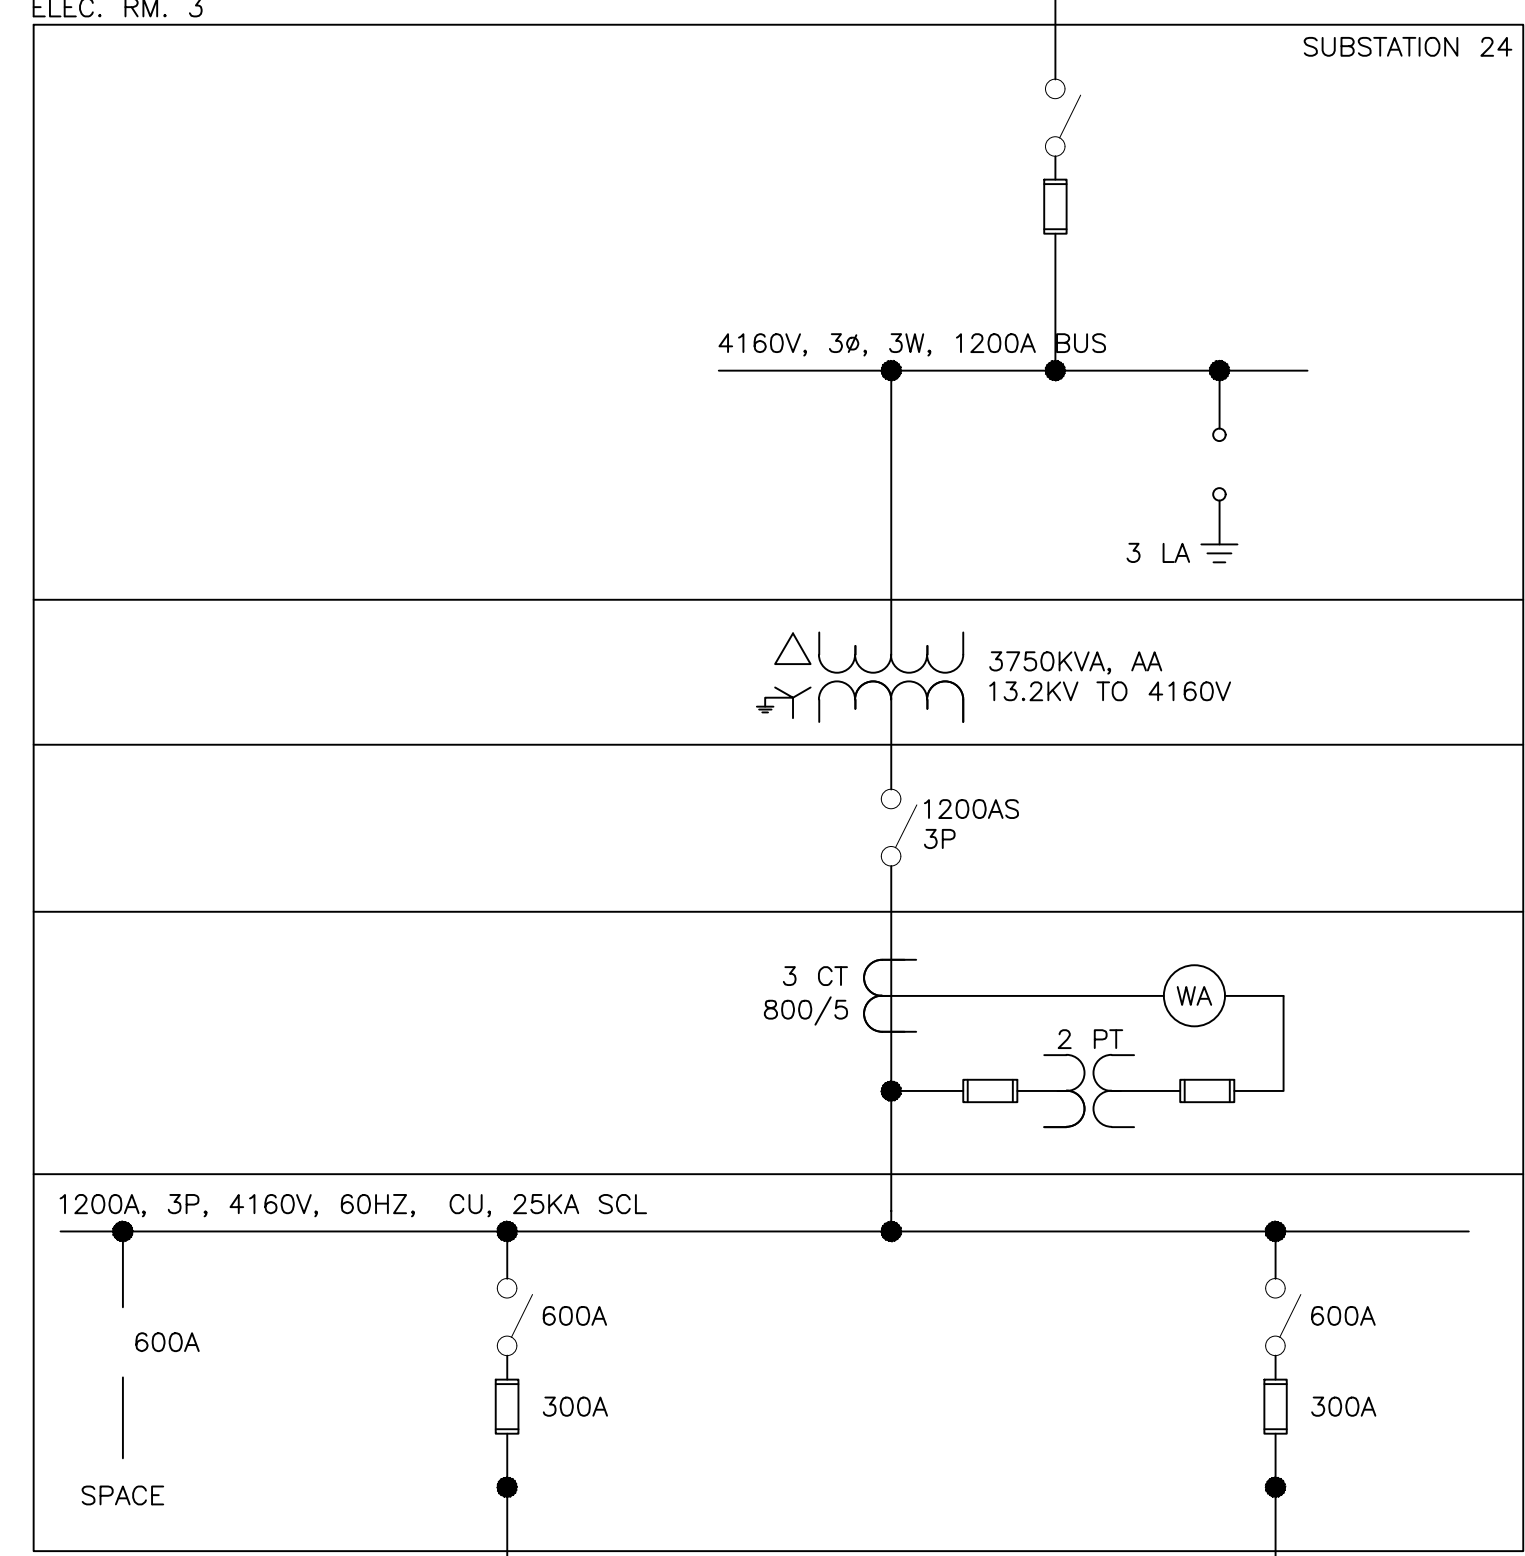 ELEC. RM. 3
SUBSTATION 24
4160V, 3ø, 3W, 1200A BUS
3 LA
3750KVA, AA
13.2KV TO 4160V
1200AS
3P
3 CT
800/5
WA
2 PT
1200A, 3P, 4160V, 60HZ, CU, 25KA SCL
600A
600A
600A
300A
300A
SPACE